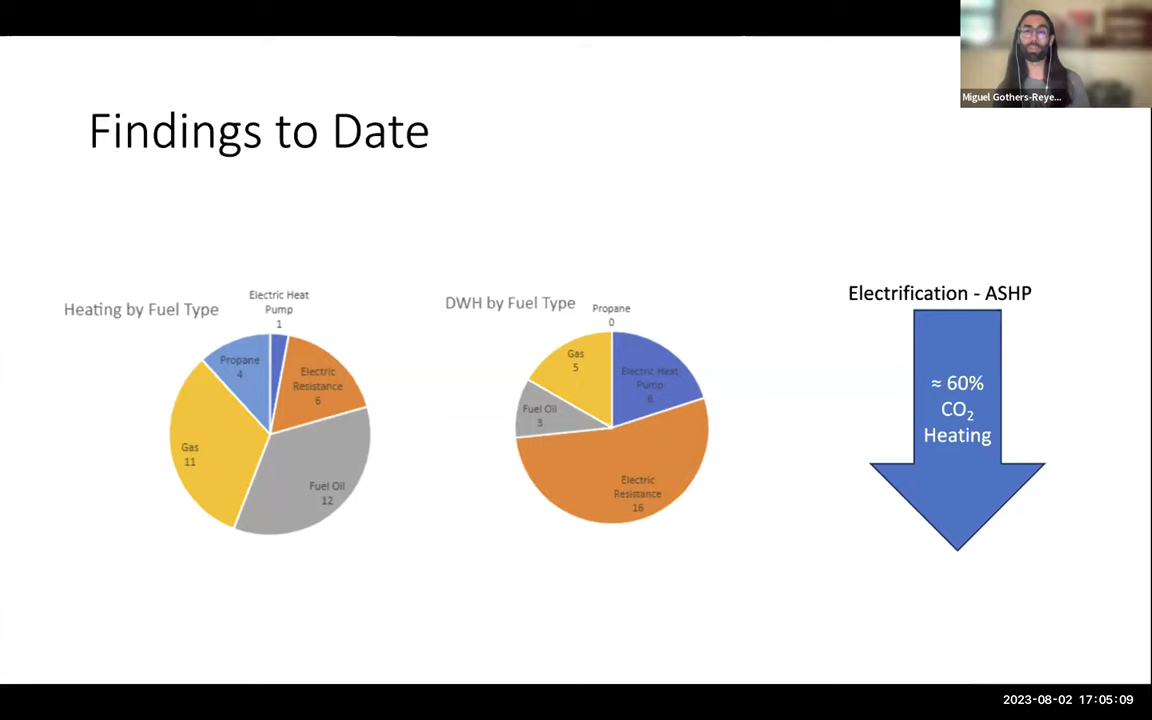 Miguel Gothers-Reye...
Findings to Date
Heating by Fuel Type
Electric Heat
Pump
1
Propane
4
Electric
Resistance
6
Gas
11
Fuel Oil
12
DWH by Fuel Type
Propane
0
Gas
5
Electric Heat
Pump
6
Fuel Oil
3
Electric
Resistance
16
Electrification - ASHP
≈ 60%
CO₂
Heating
2023-08-02 17:05:09